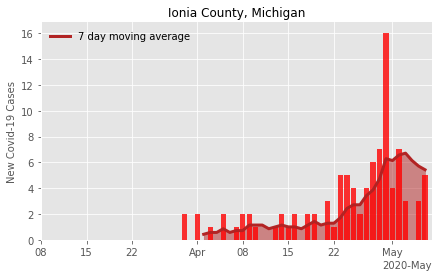 Ionia County, Michigan
7 day moving average
New Covid-19 Cases
16
14
12
10
8
6
4
2
0
08 15 22 Apr 08 15 22 May
2020-May